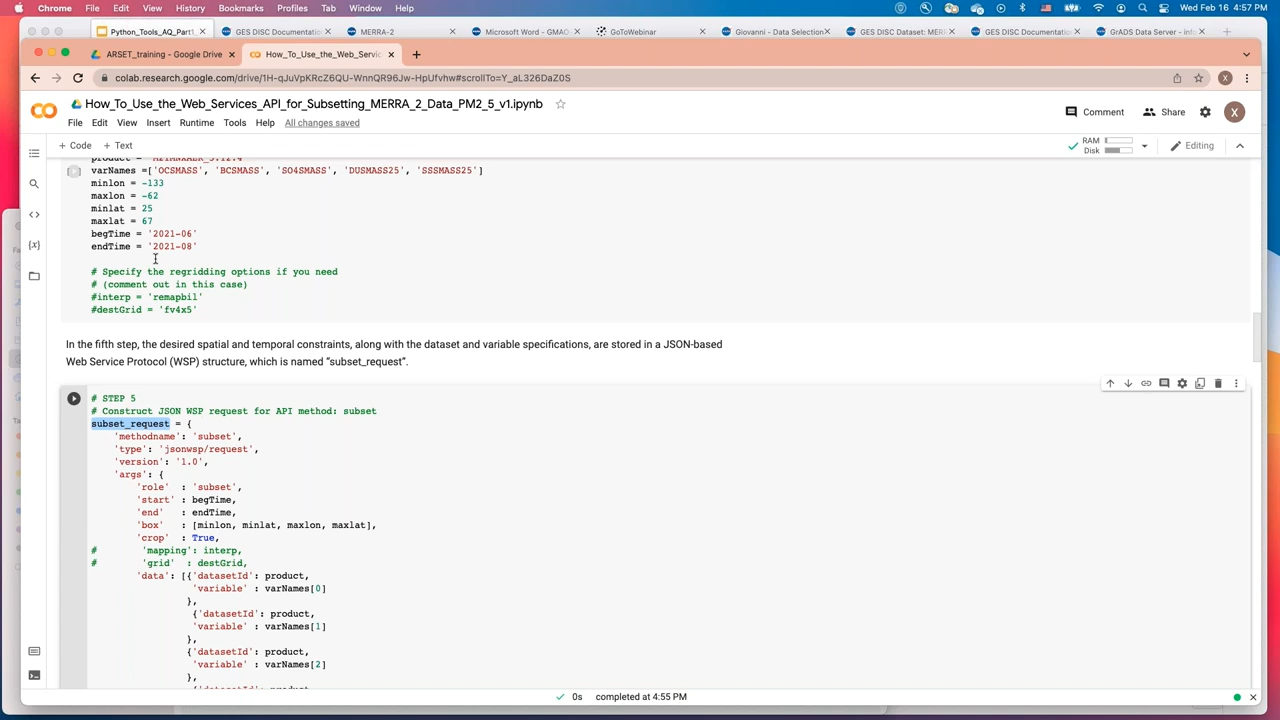 Chrome File Edit View History Bookmarks Profiles Tab Window Help Wed Feb 16 4:57 PM
Python_Tools_AQ_Part1_ GES DISC Documentation MERRA-2 Microsoft Word - GMAO- GoToWebinar Giovanni - Data Selection GES DISC Dataset: MER GES DISC Documentation GrADS Data Server - info
ARSET_training - Google Drive How_To_Use_the_Web_Servic
colab.research.google.com/drive/1H-qJuVpKRcZ6QU-WnnQR96Jw-HpUfvhw#scrollTo=Y_aL326DaZ0S X
How_To_Use_the_Web_Services_API_for_Subsetting_MERRA_2_Data_PM2_5_v1.ipynb
Comment Share X
File Edit View Insert Runtime Tools Help All changes saved
+ Code + Text RAM Disk Editing
varNames =['OCSMASS', 'BCSMASS', 'SO4SMASS', 'DUSMASS25', 'SSSMASS25']
minlon = -133
maxlon = -62
minlat = 25
maxlat = 67
begTime = '2021-06'
endTime = '2021-08'
# Specify the regridding options if you need
# (comment out in this case)
#interp = 'remapbil'
#destGrid = 'fv4x5'
In the fifth step, the desired spatial and temporal constraints, along with the dataset and variable specifications, are stored in a JSON-based
Web Service Protocol (WSP) structure, which is named “subset_request”.
# STEP 5
# Construct JSON WSP request for API method: subset
subset_request = {
'methodname': 'subset',
'type': 'jsonwsp/request',
'version': '1.0',
'args': {
'role' : 'subset',
'start' : begTime,
'end' : endTime,
'box' : [minlon, minlat, maxlon, maxlat],
'crop' : True,
# 'mapping': interp,
# 'grid' : destGrid,
'data': [{'datasetId': product,
'variable' : varNames[0]
},
{'datasetId': product,
'variable' : varNames[1]
},
{'datasetId': product,
'variable' : varNames[2]
},
0s completed at 4:55 PM